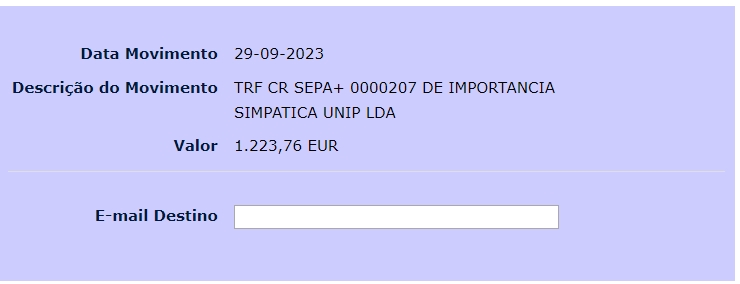 Data Movimento 29-09-2023
Descrição do Movimento TRF CR SEPA+ 0000207 DE IMPORTANCIA
SIMPATICA UNIP LDA
Valor 1.223,76 EUR
E-mail Destino